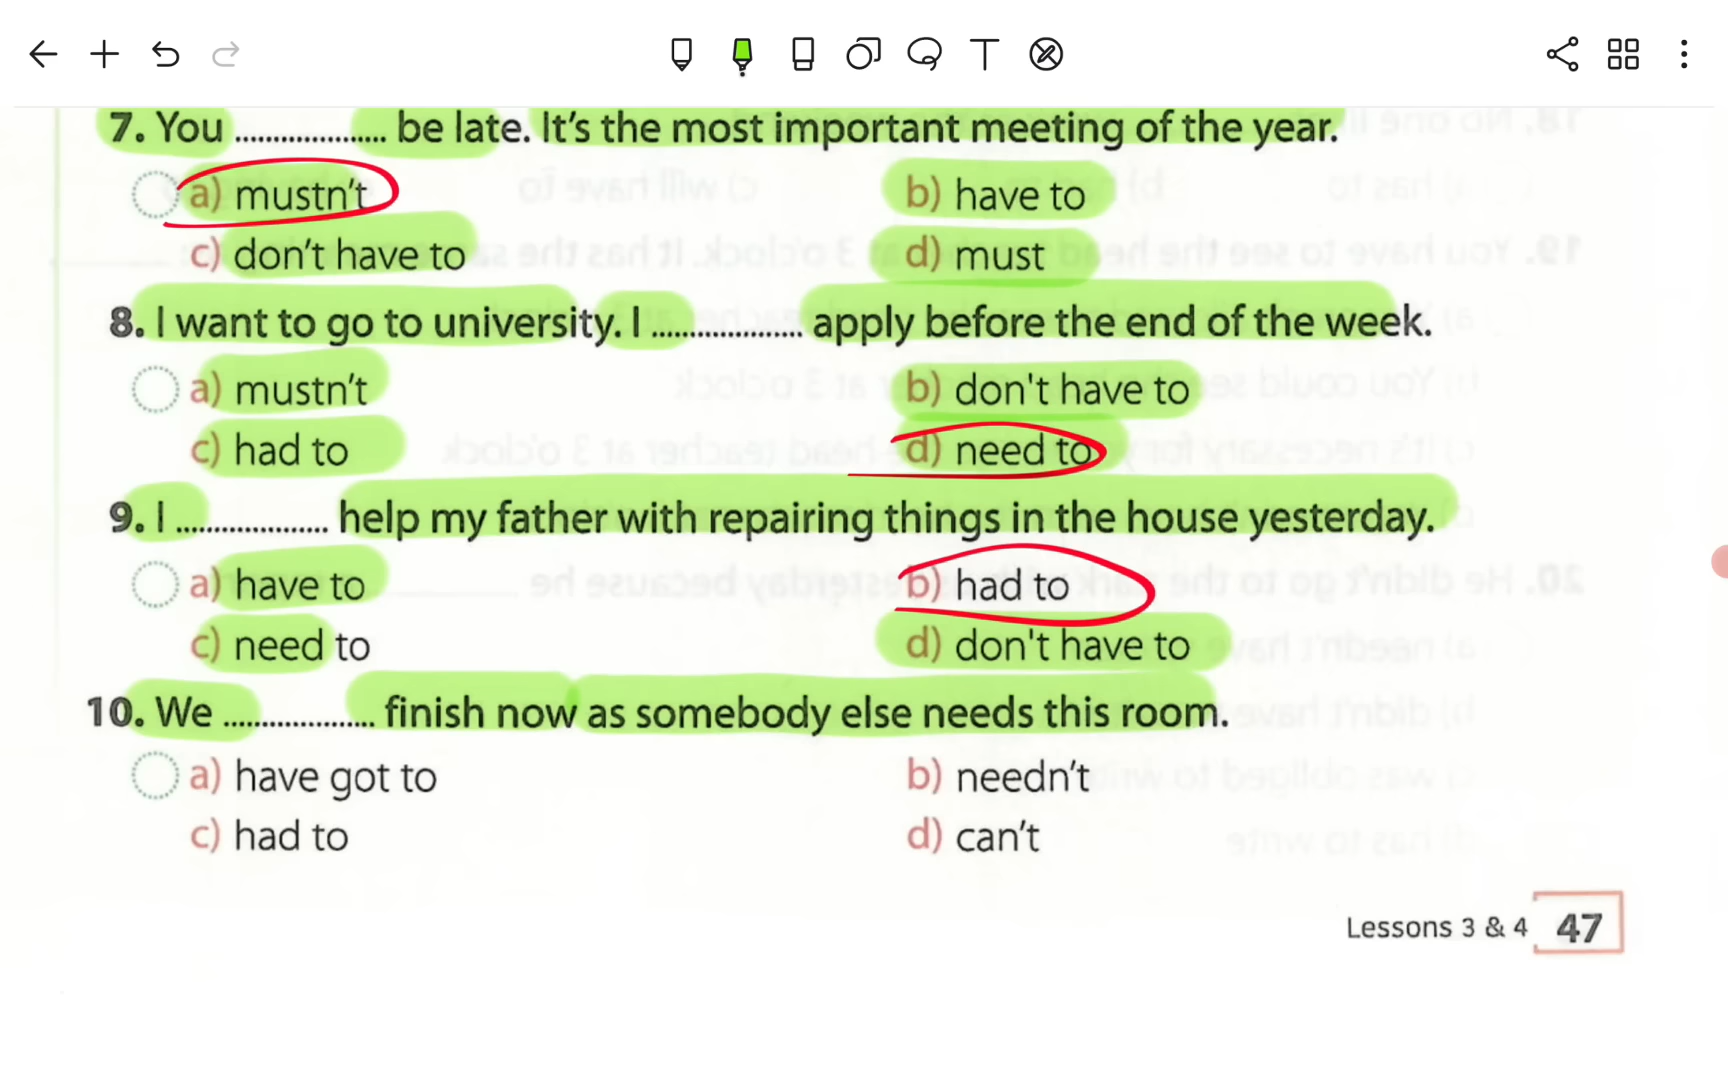 7. You .................... be late. It's the most important meeting of the year.
a) mustn't b) have to
c) don't have to d) must
8. I want to go to university. I .................... apply before the end of the week.
a) mustn't b) don't have to
c) had to d) need to
9. I .................... help my father with repairing things in the house yesterday.
a) have to b) had to
c) need to d) don't have to
10. We .................... finish now as somebody else needs this room.
a) have got to b) needn't
c) had to d) can't
Lessons 3 & 4 47